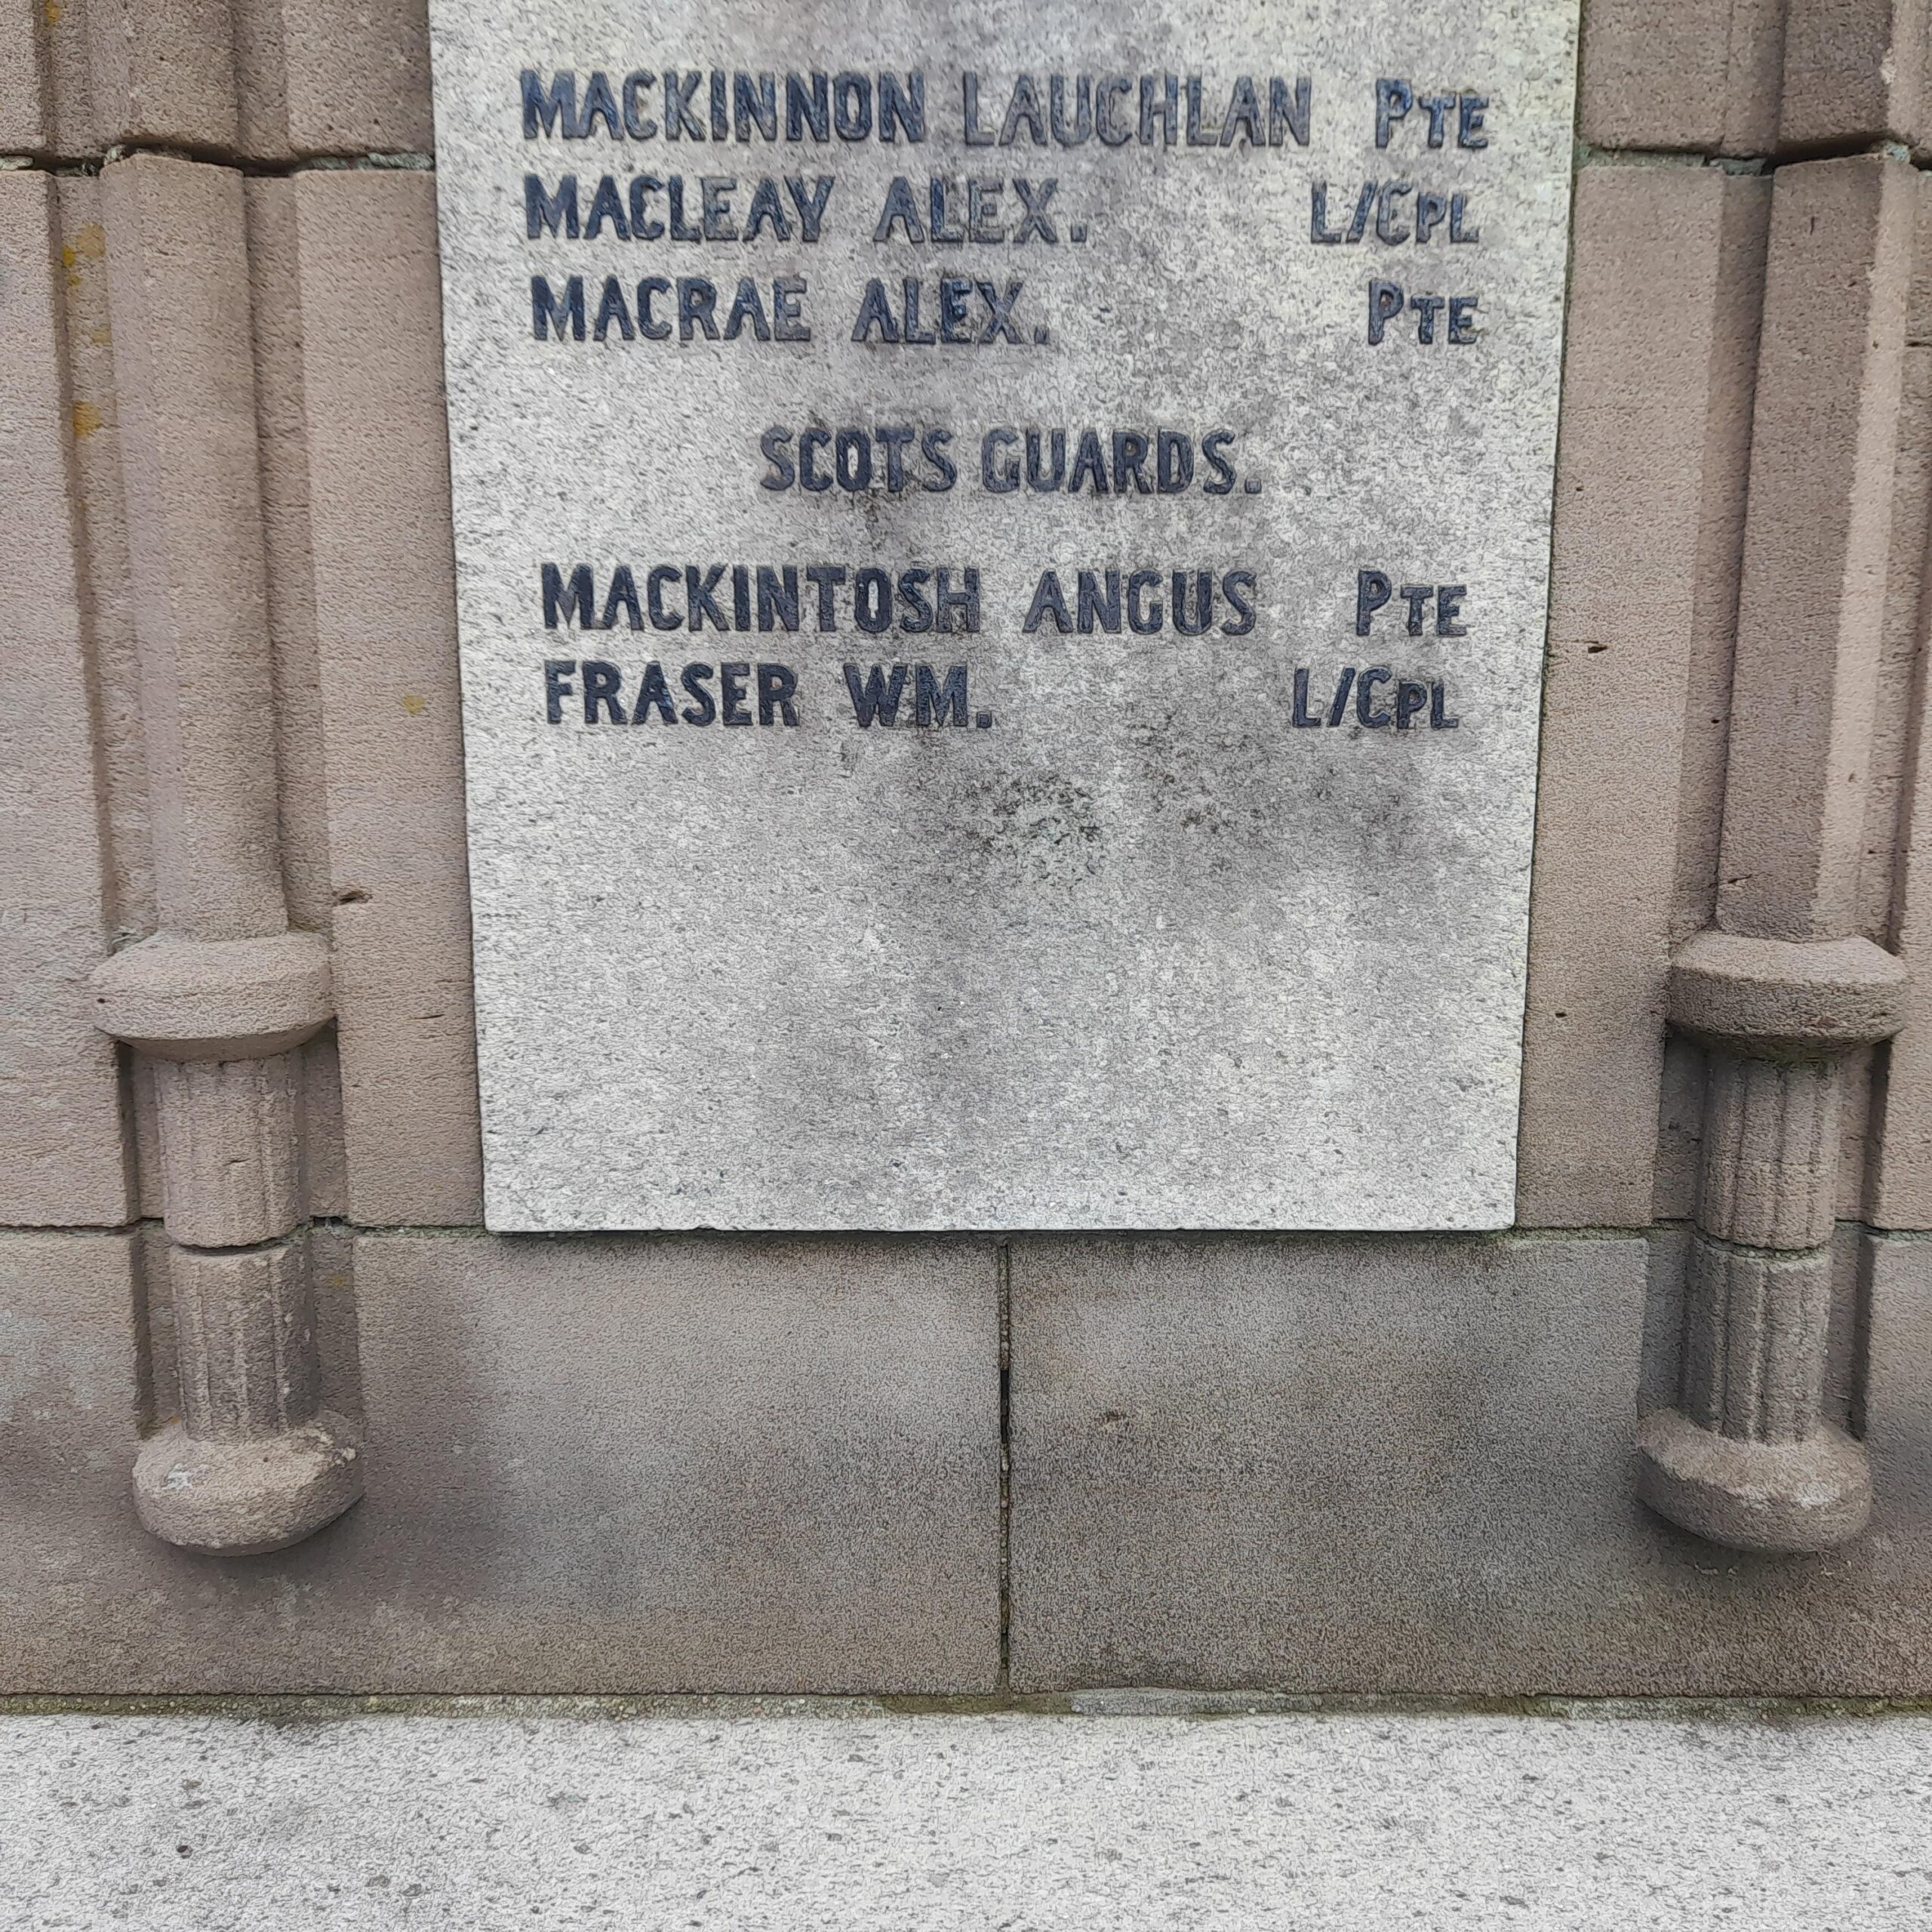 MACKINNON LAUCHLAN PTE
MACLEAY ALEX. L/CPL
MACRAE ALEX. PTE
SCOTS GUARDS.
MACKINTOSH ANGUS PTE
FRASER WM. L/CPL